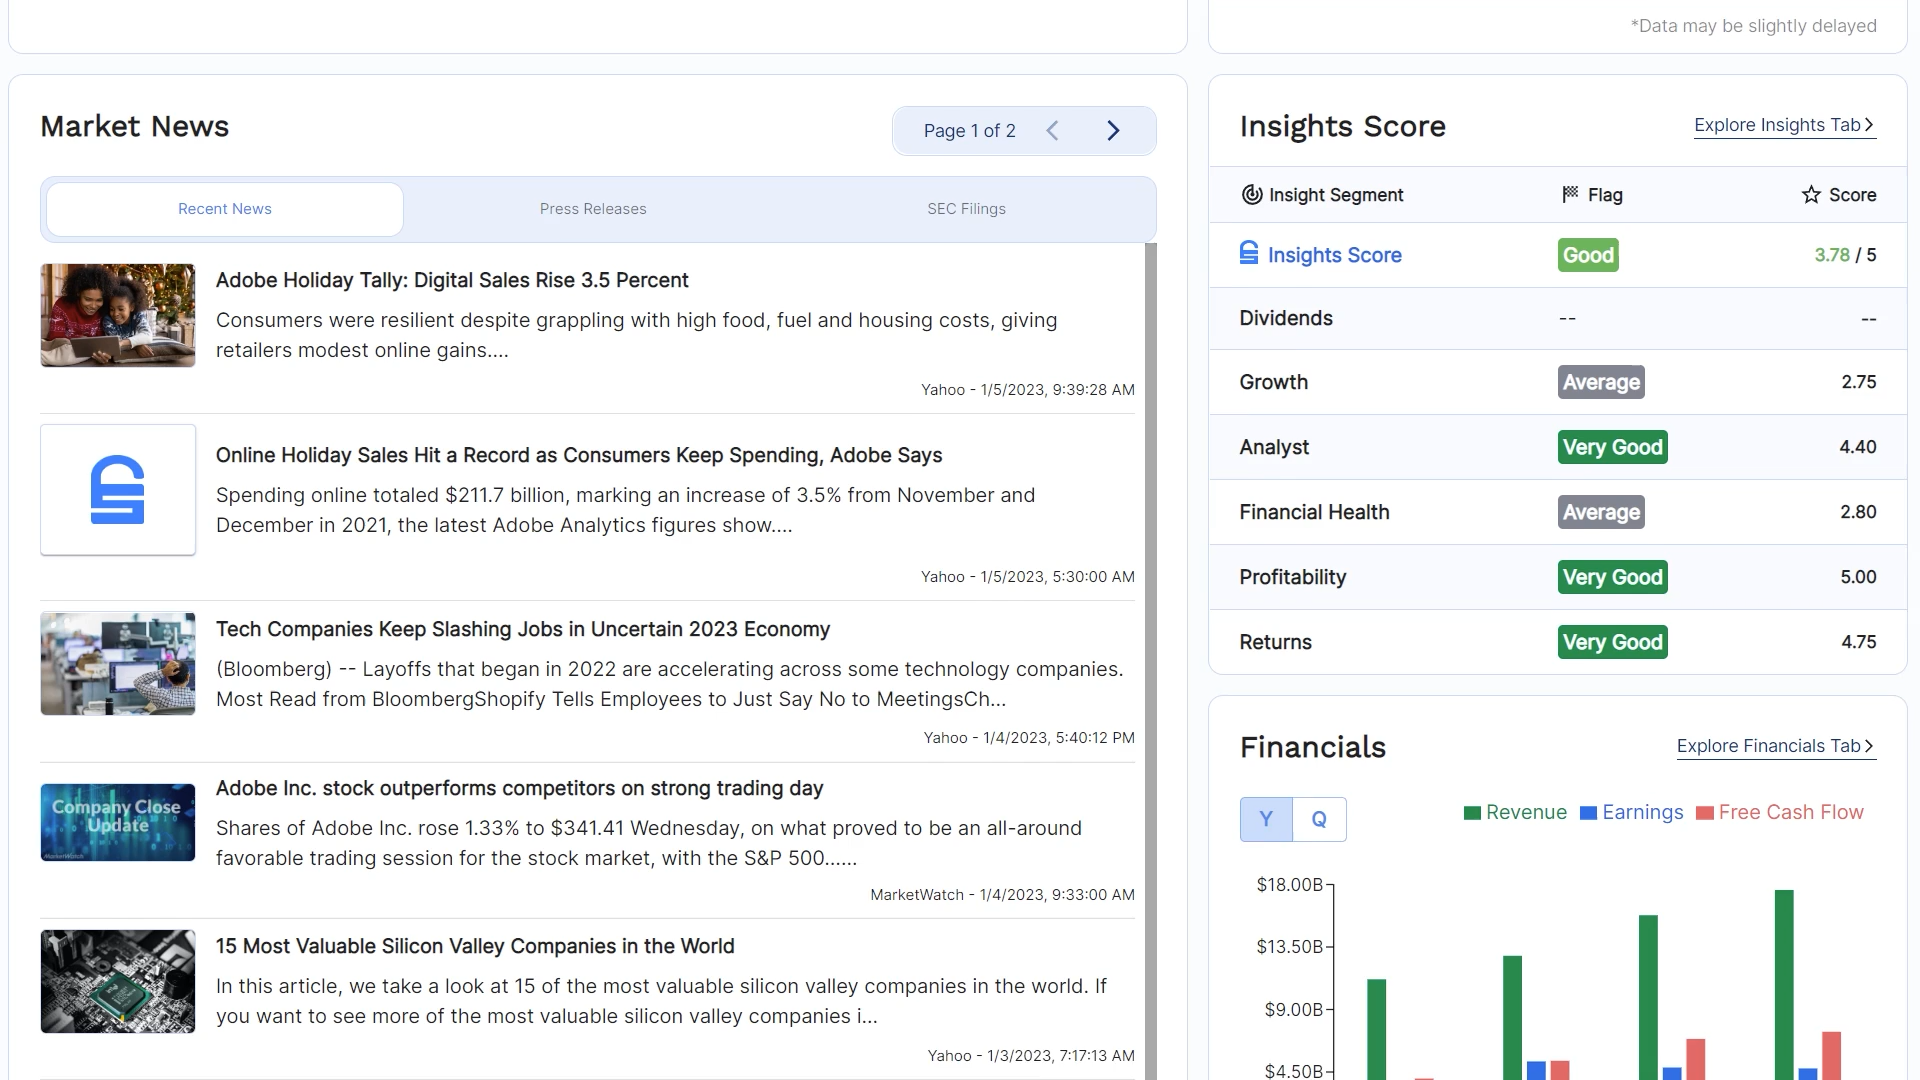 *Data may be slightly delayed
Market News
Page 1 of 2
Recent News
Press Releases
SEC Filings
Adobe Holiday Tally: Digital Sales Rise 3.5 Percent
Consumers were resilient despite grappling with high food, fuel and housing costs, giving
retailers modest online gains....
Yahoo - 1/5/2023, 9:39:28 AM
Online Holiday Sales Hit a Record as Consumers Keep Spending, Adobe Says
Spending online totaled $211.7 billion, marking an increase of 3.5% from November and
December in 2021, the latest Adobe Analytics figures show....
Yahoo - 1/5/2023, 5:30:00 AM
Tech Companies Keep Slashing Jobs in Uncertain 2023 Economy
(Bloomberg) -- Layoffs that began in 2022 are accelerating across some technology companies.
Most Read from BloombergShopify Tells Employees to Just Say No to MeetingsCh...
Yahoo - 1/4/2023, 5:40:12 PM
Company Close
Update
MarketWatch
Adobe Inc. stock outperforms competitors on strong trading day
Shares of Adobe Inc. rose 1.33% to $341.41 Wednesday, on what proved to be an all-around
favorable trading session for the stock market, with the S&P 500......
MarketWatch - 1/4/2023, 9:33:00 AM
15 Most Valuable Silicon Valley Companies in the World
In this article, we take a look at 15 of the most valuable silicon valley companies in the world. If
you want to see more of the most valuable silicon valley companies i...
Yahoo - 1/3/2023, 7:17:13 AM
Insights Score
Explore Insights Tab
Insight Segment Flag Score
Insights Score Good 3.78 / 5
Dividends -- --
Growth Average 2.75
Analyst Very Good 4.40
Financial Health Average 2.80
Profitability Very Good 5.00
Returns Very Good 4.75
Financials
Explore Financials Tab
Y Q
Revenue Earnings Free Cash Flow
$18.00B
$13.50B
$9.00B
$4.50B